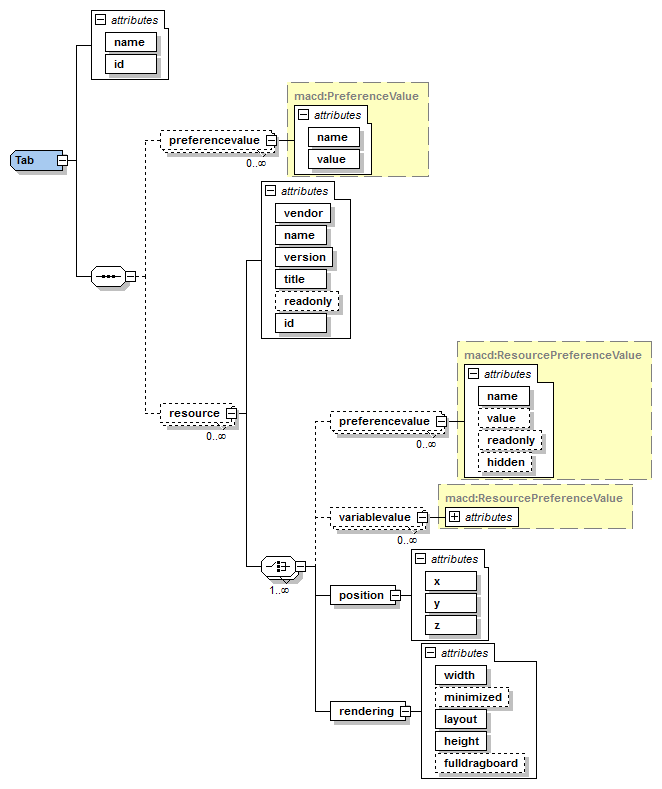 attributes
name
id
macd:PreferenceValue
attributes
preferencevalue
0..∞
name
value
Tab
attributes
vendor
name
version
title
readonly
id
resource
0..∞
macd:ResourcePreferenceValue
attributes
name
preferencevalue
0..∞
value
readonly
hidden
macd:ResourcePreferenceValue
variablevalue
0..∞
attributes
1..∞
attributes
x
position
y
z
attributes
width
minimized
rendering
layout
height
fulldragboard